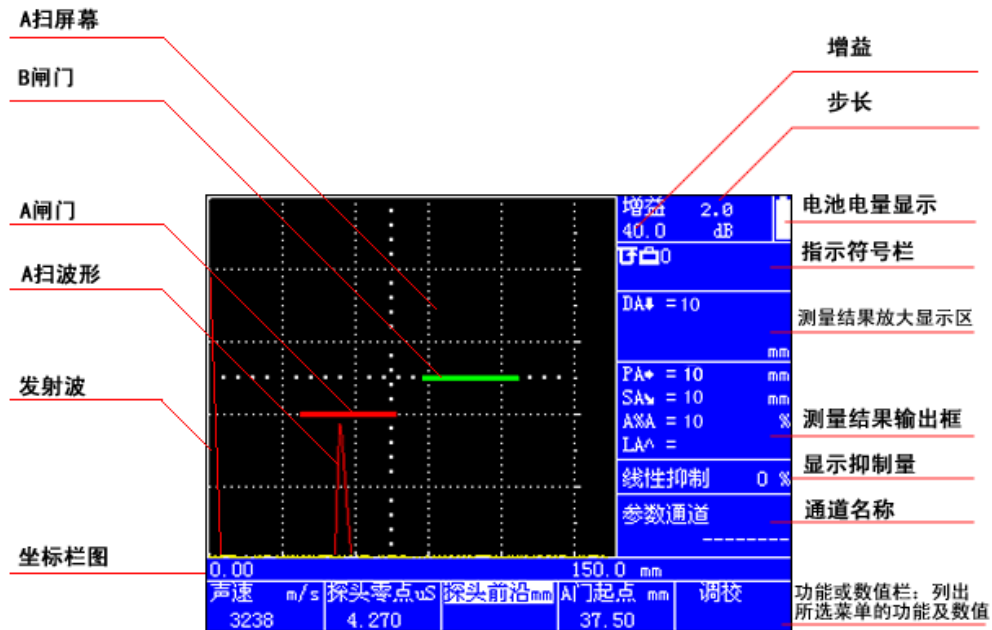 A扫屏幕
B闸门
A闸门
A扫波形
发射波
坐标栏图
增益
步长
电池电量显示
指示符号栏
测量结果放大显示区
测量结果输出框
显示抑制量
通道名称
功能或数值栏：列出
所选菜单的功能及数值
增益 2.0
40.0 dB
0
DA⬇ =10
mm
PA =10 mm
SA =10 mm
A%A =10 %
LA^ =
线性抑制 0 %
参数通道
--------
0.00 150.0 mm
声速 m/s 探头零点uS 探头前沿mm A门起点 mm 调校
3238 4.270 37.50